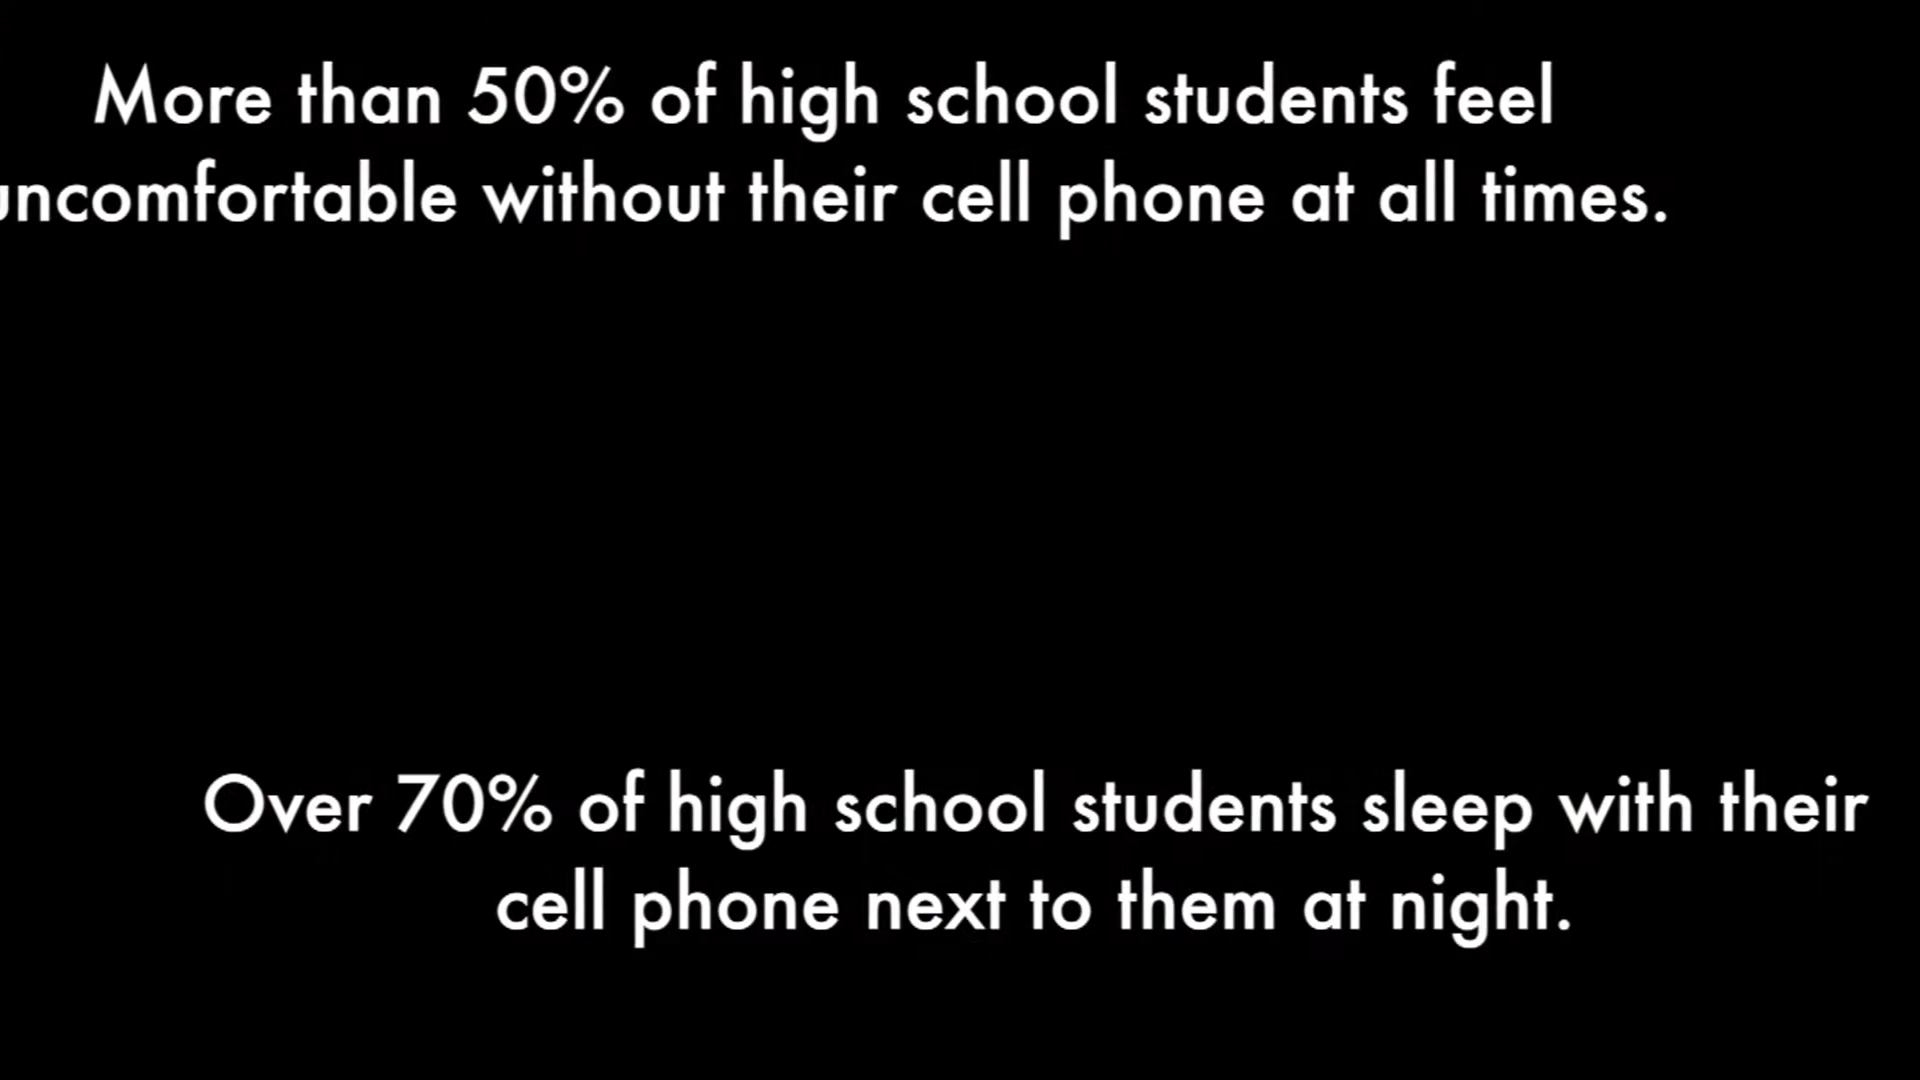 More than 50% of high school students feel
uncomfortable without their cell phone at all times.
Over 70% of high school students sleep with their
cell phone next to them at night.